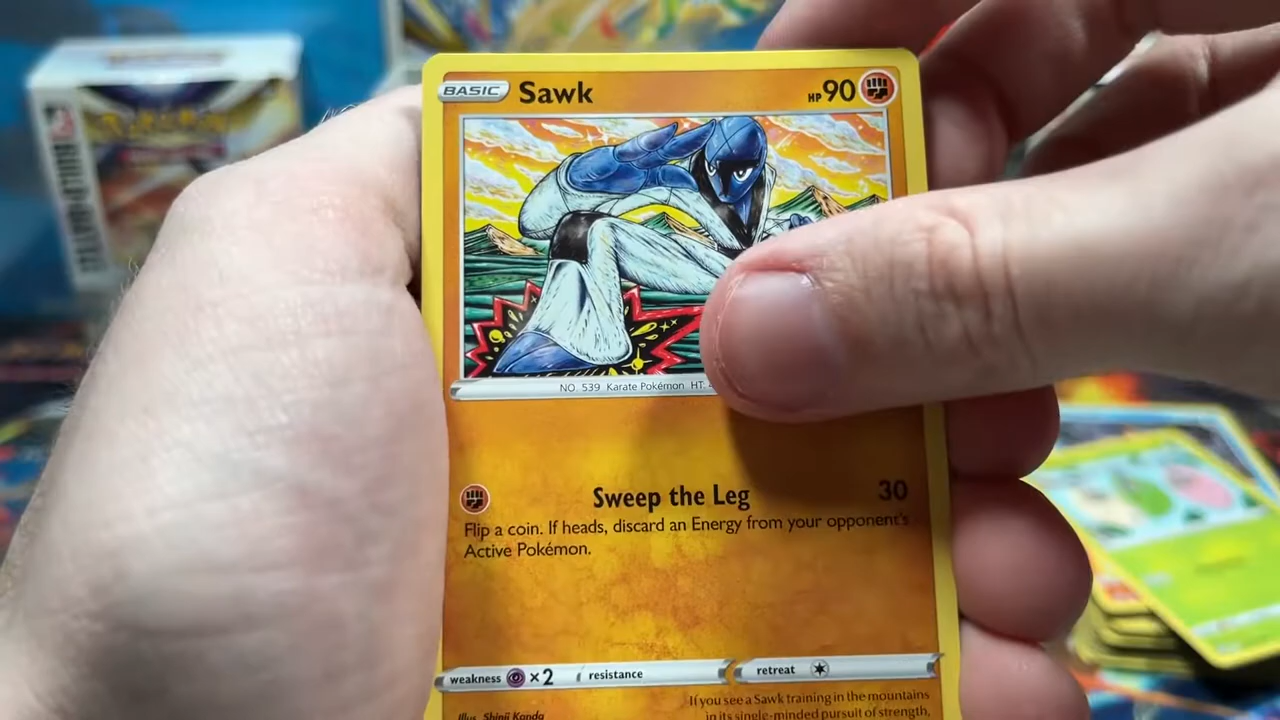 BASIC Sawk HP 90
NO. 539 Karate Pokémon HT:
Sweep the Leg 30
Flip a coin. If heads, discard an Energy from your opponent's
Active Pokémon.
weakness ×2 resistance retreat
Illus. Shinji Kanda
If you see a Sawk training in the mountains
in its single-minded pursuit of strength,
BUILD & BATTLE